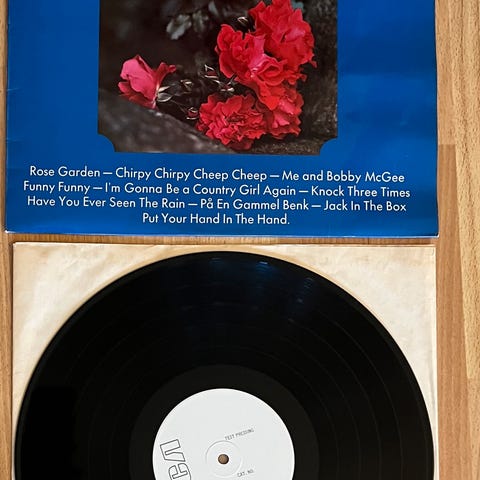 Rose Garden — Chirpy Chirpy Cheep Cheep — Me and Bobby McGee
Funny Funny — I'm Gonna Be a Country Girl Again — Knock Three Times
Have You Ever Seen The Rain — På En Gammel Benk — Jack In The Box
Put Your Hand In The Hand.
TEST PRESSING
CAT. NO.
RCA